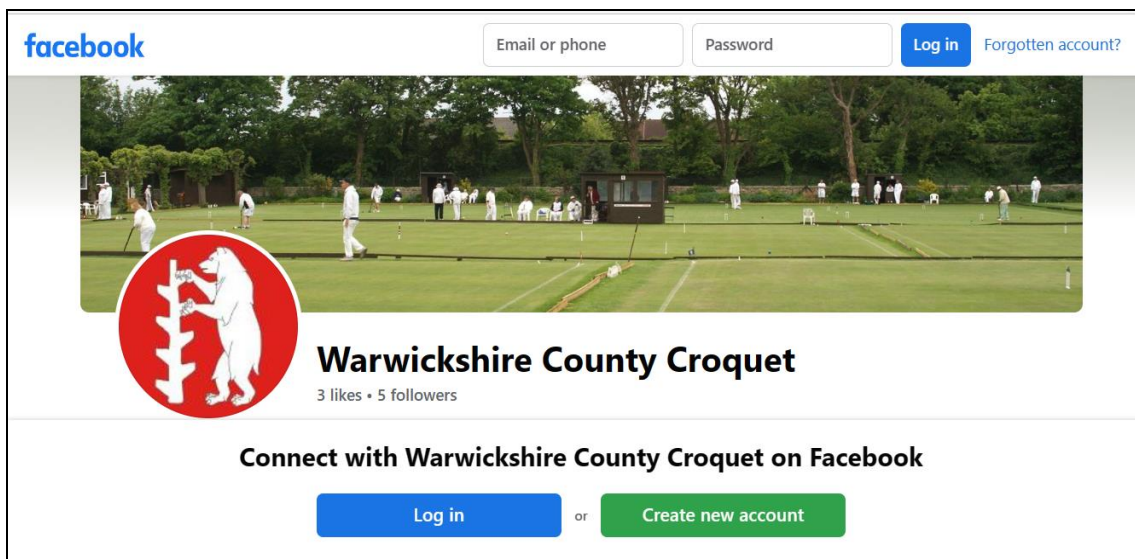 facebook Email or phone Password Log in Forgotten account?
Warwickshire County Croquet
3 likes • 5 followers
Connect with Warwickshire County Croquet on Facebook
Log in or Create new account